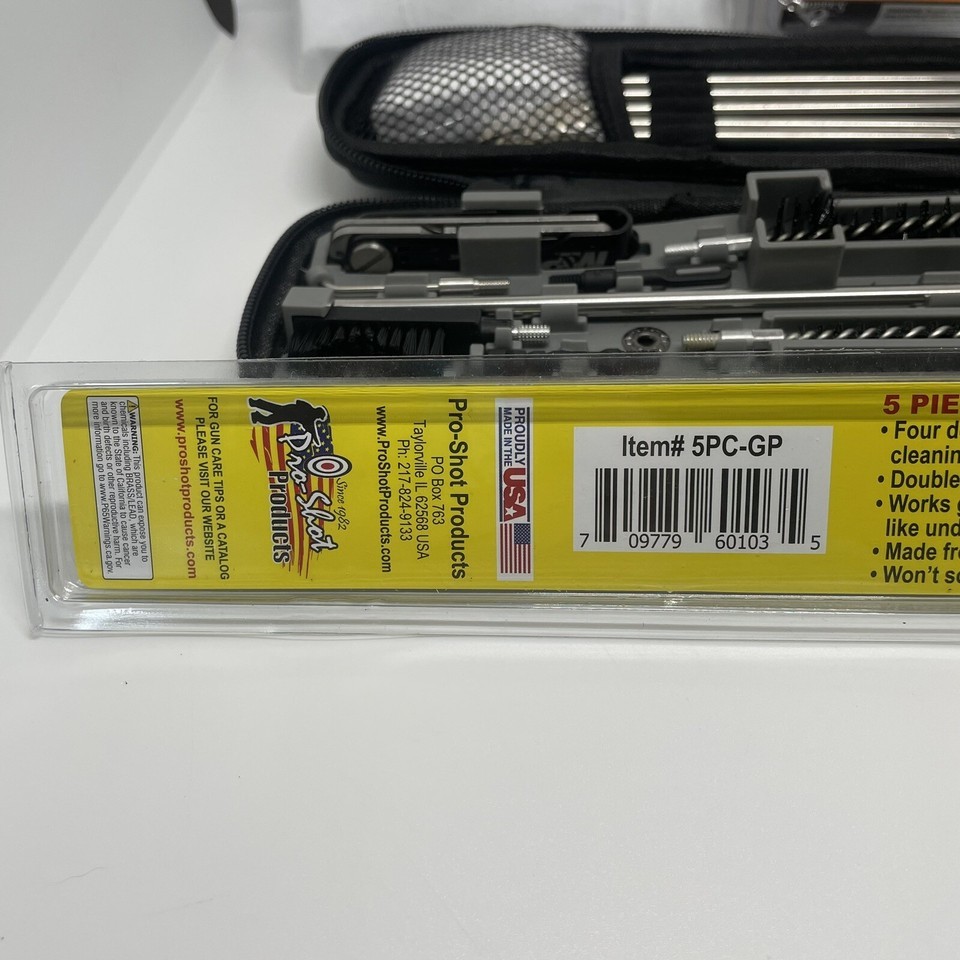 Item# 5PC-GP
7 09779 60103 5
5 PIE
• Four d
cleanin
• Double
• Works g
like und
• Made fr
• Won't s
PROUDLY
MADE IN THE
USA
Pro-Shot Products
PO Box 763
Taylorville IL 62568 USA
Ph: 217-824-9133
www.ProShotProducts.com
Since 1982
Pro-Shot
Products
FOR GUN CARE TIPS OR A CATALOG
PLEASE VISIT OUR WEBSITE
www.proshotproducts.com
WARNING: This product can expose you to
chemicals including BRASS/LEAD, which are
known to the State of California to cause cancer
and birth defects or other reproductive harm. For
more information go to www.P65Warnings.ca.gov.